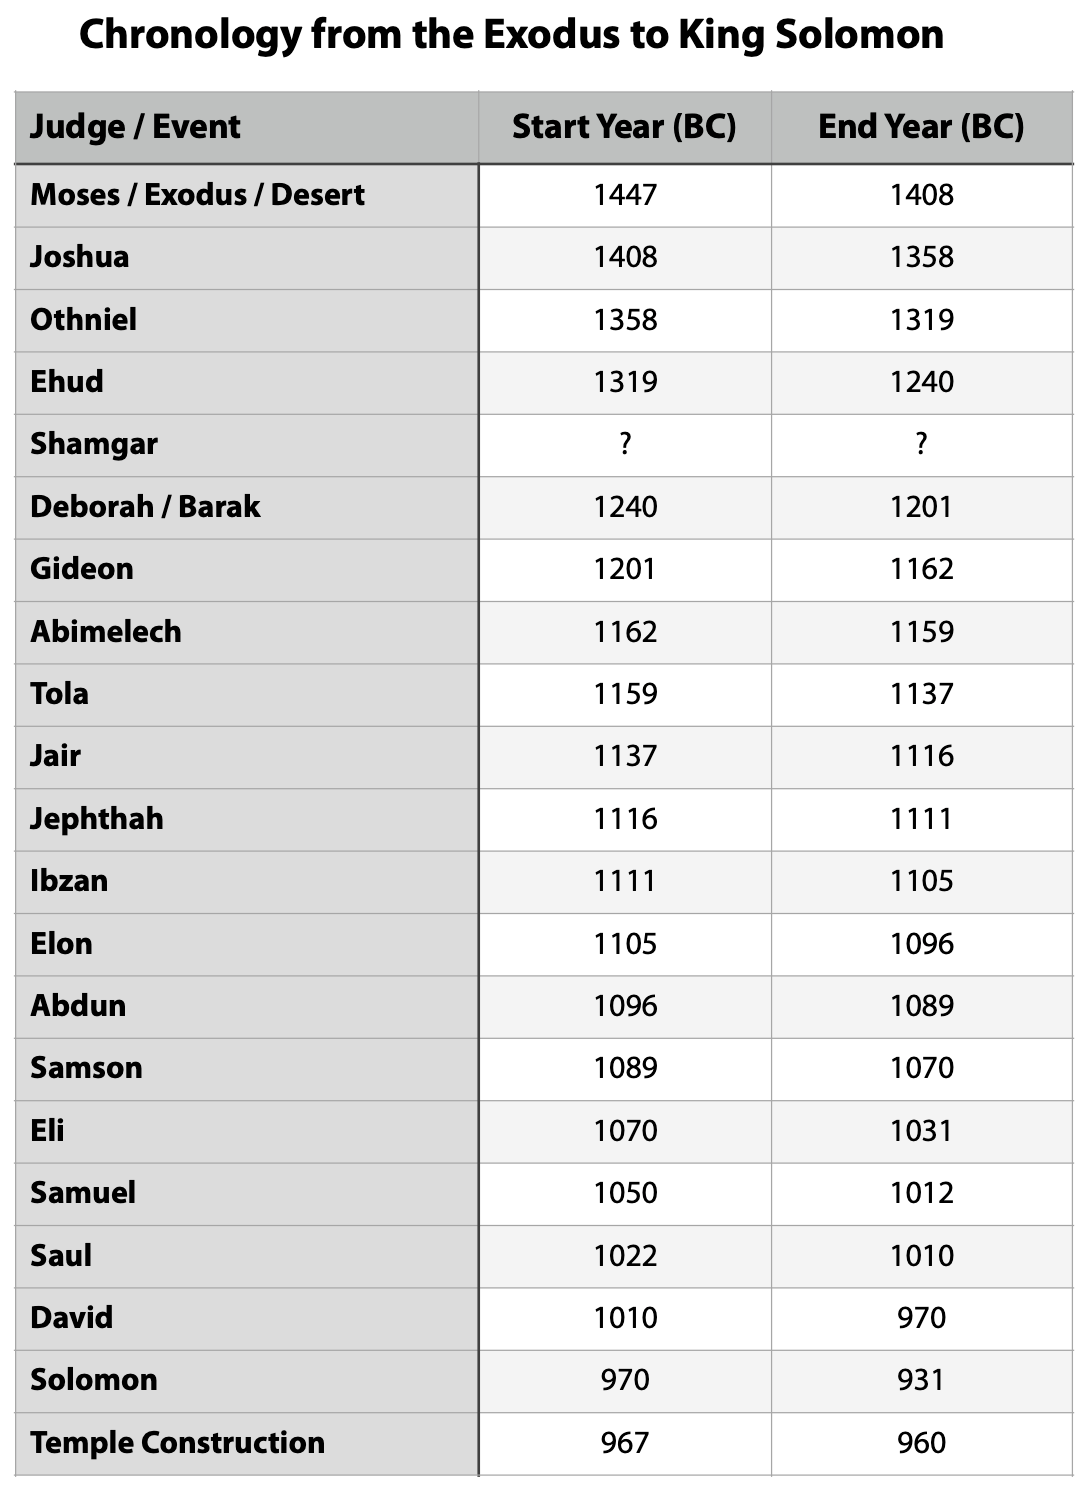 Chronology from the Exodus to King Solomon
Judge / Event Start Year (BC) End Year (BC)
Moses / Exodus / Desert 1447 1408
Joshua 1408 1358
Othniel 1358 1319
Ehud 1319 1240
Shamgar ? ?
Deborah / Barak 1240 1201
Gideon 1201 1162
Abimelech 1162 1159
Tola 1159 1137
Jair 1137 1116
Jephthah 1116 1111
Ibzan 1111 1105
Elon 1105 1096
Abdun 1096 1089
Samson 1089 1070
Eli 1070 1031
Samuel 1050 1012
Saul 1022 1010
David 1010 970
Solomon 970 931
Temple Construction 967 960